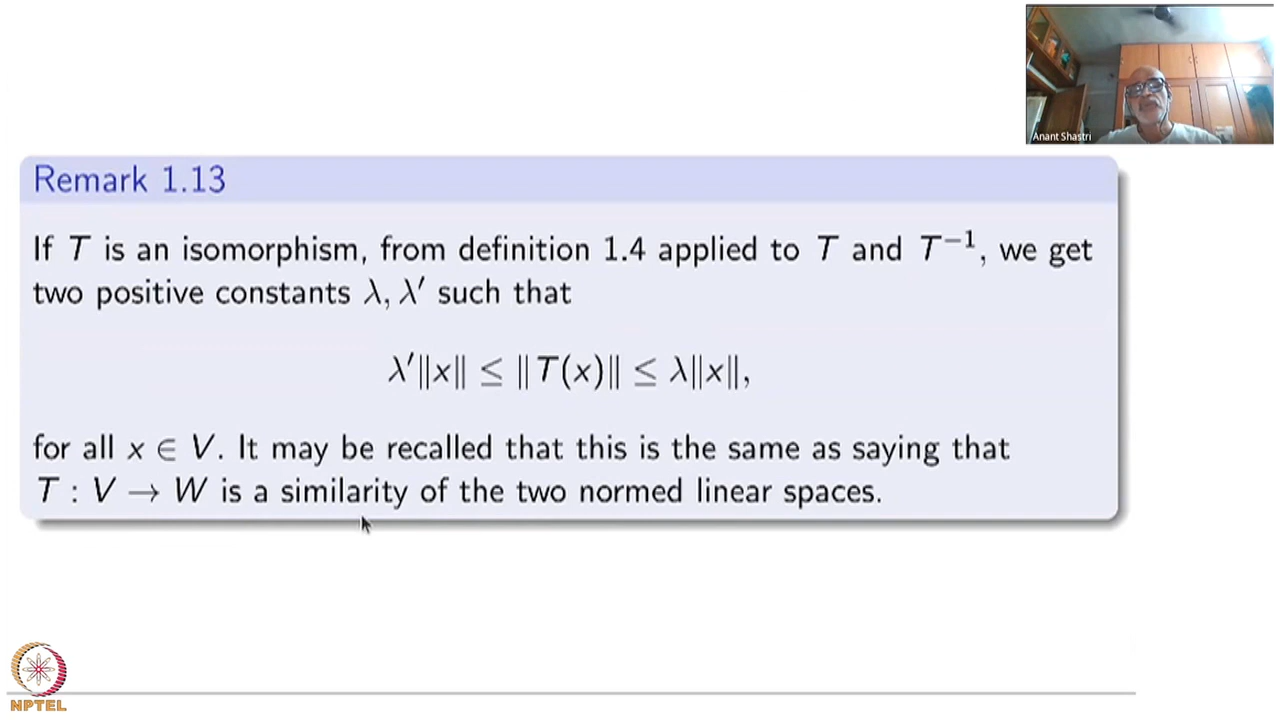 Anant Shastri
Remark 1.13
If T is an isomorphism, from definition 1.4 applied to T and T⁻¹, we get
two positive constants λ, λ′ such that
λ′‖x‖ ≤ ‖T(x)‖ ≤ λ‖x‖,
for all x ∈ V. It may be recalled that this is the same as saying that
T : V → W is a similarity of the two normed linear spaces.
NPTEL